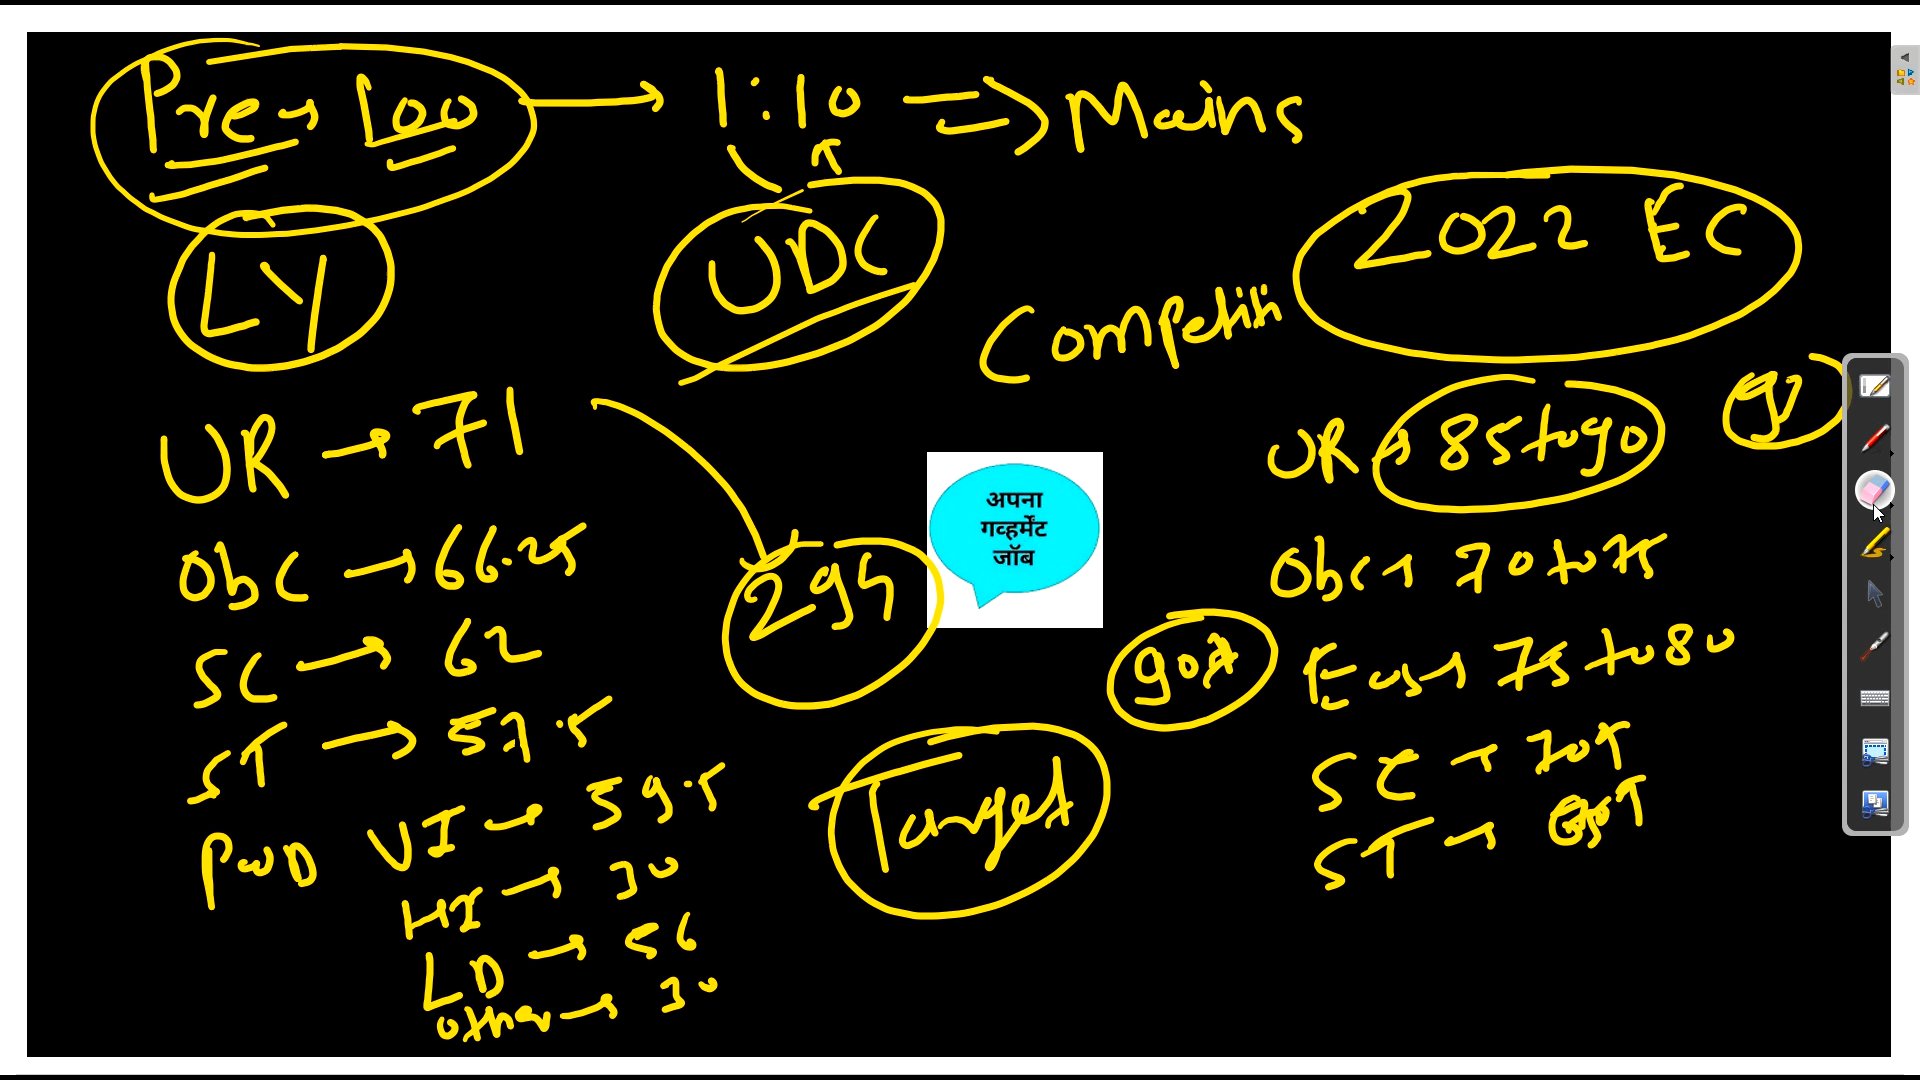 Pre → 100 → 1:10 ⇒ Mains
LY
UDC
2022 EC
Competiti
UR → 71
ObC → 66.25
SC → 62
ST → 57.5
PWD VI → 59.5
HI → 30
LD → 56
other → 30
295
अपना
गव्हर्मेंट
जॉब
Target
90+
UR → 85 to 90
ObC → 70 to 75
Ews → 75 to 80
SC → 70+
ST →